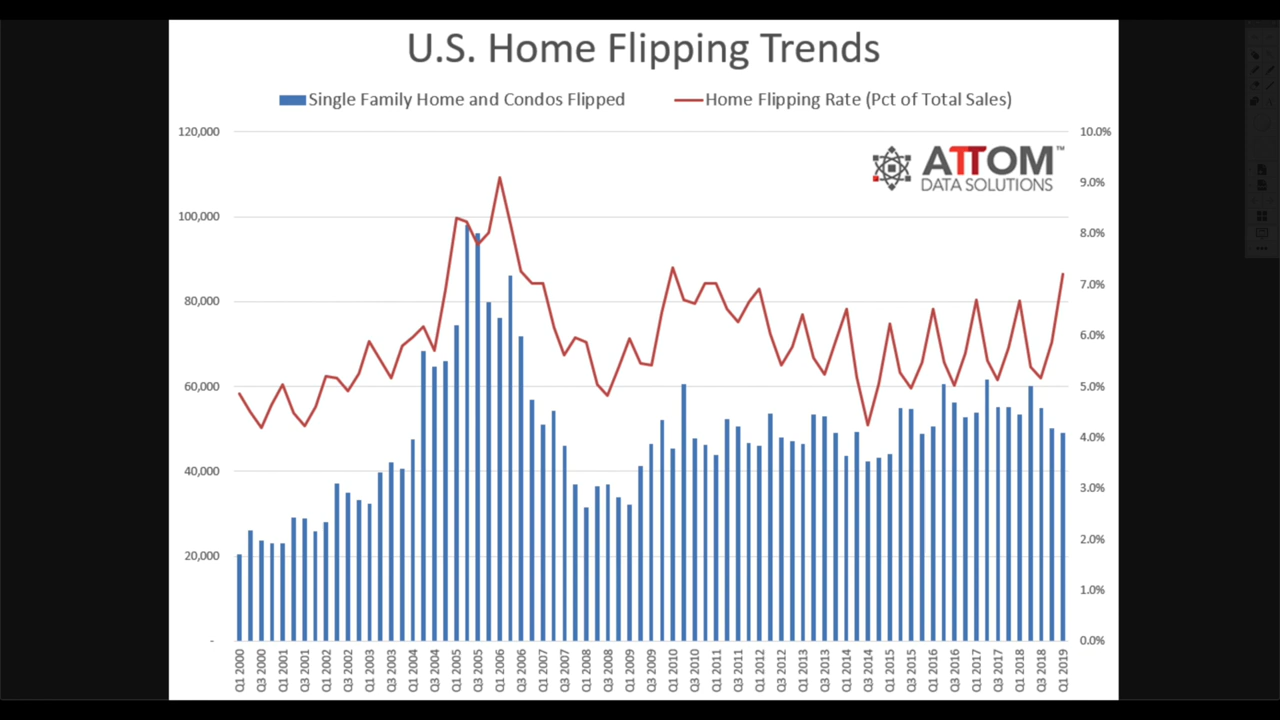 U.S. Home Flipping Trends
Single Family Home and Condos Flipped
Home Flipping Rate (Pct of Total Sales)
120,000
100,000
80,000
60,000
40,000
20,000
-
10.0%
9.0%
8.0%
7.0%
6.0%
5.0%
4.0%
3.0%
2.0%
1.0%
0.0%
ATTOM™
DATA SOLUTIONS
Q1 2000
Q3 2000
Q1 2001
Q3 2001
Q1 2002
Q3 2002
Q1 2003
Q3 2003
Q1 2004
Q3 2004
Q1 2005
Q3 2005
Q1 2006
Q3 2006
Q1 2007
Q3 2007
Q1 2008
Q3 2008
Q1 2009
Q3 2009
Q1 2010
Q3 2010
Q1 2011
Q3 2011
Q1 2012
Q3 2012
Q1 2013
Q3 2013
Q1 2014
Q3 2014
Q1 2015
Q3 2015
Q1 2016
Q3 2016
Q1 2017
Q3 2017
Q1 2018
Q3 2018
Q1 2019